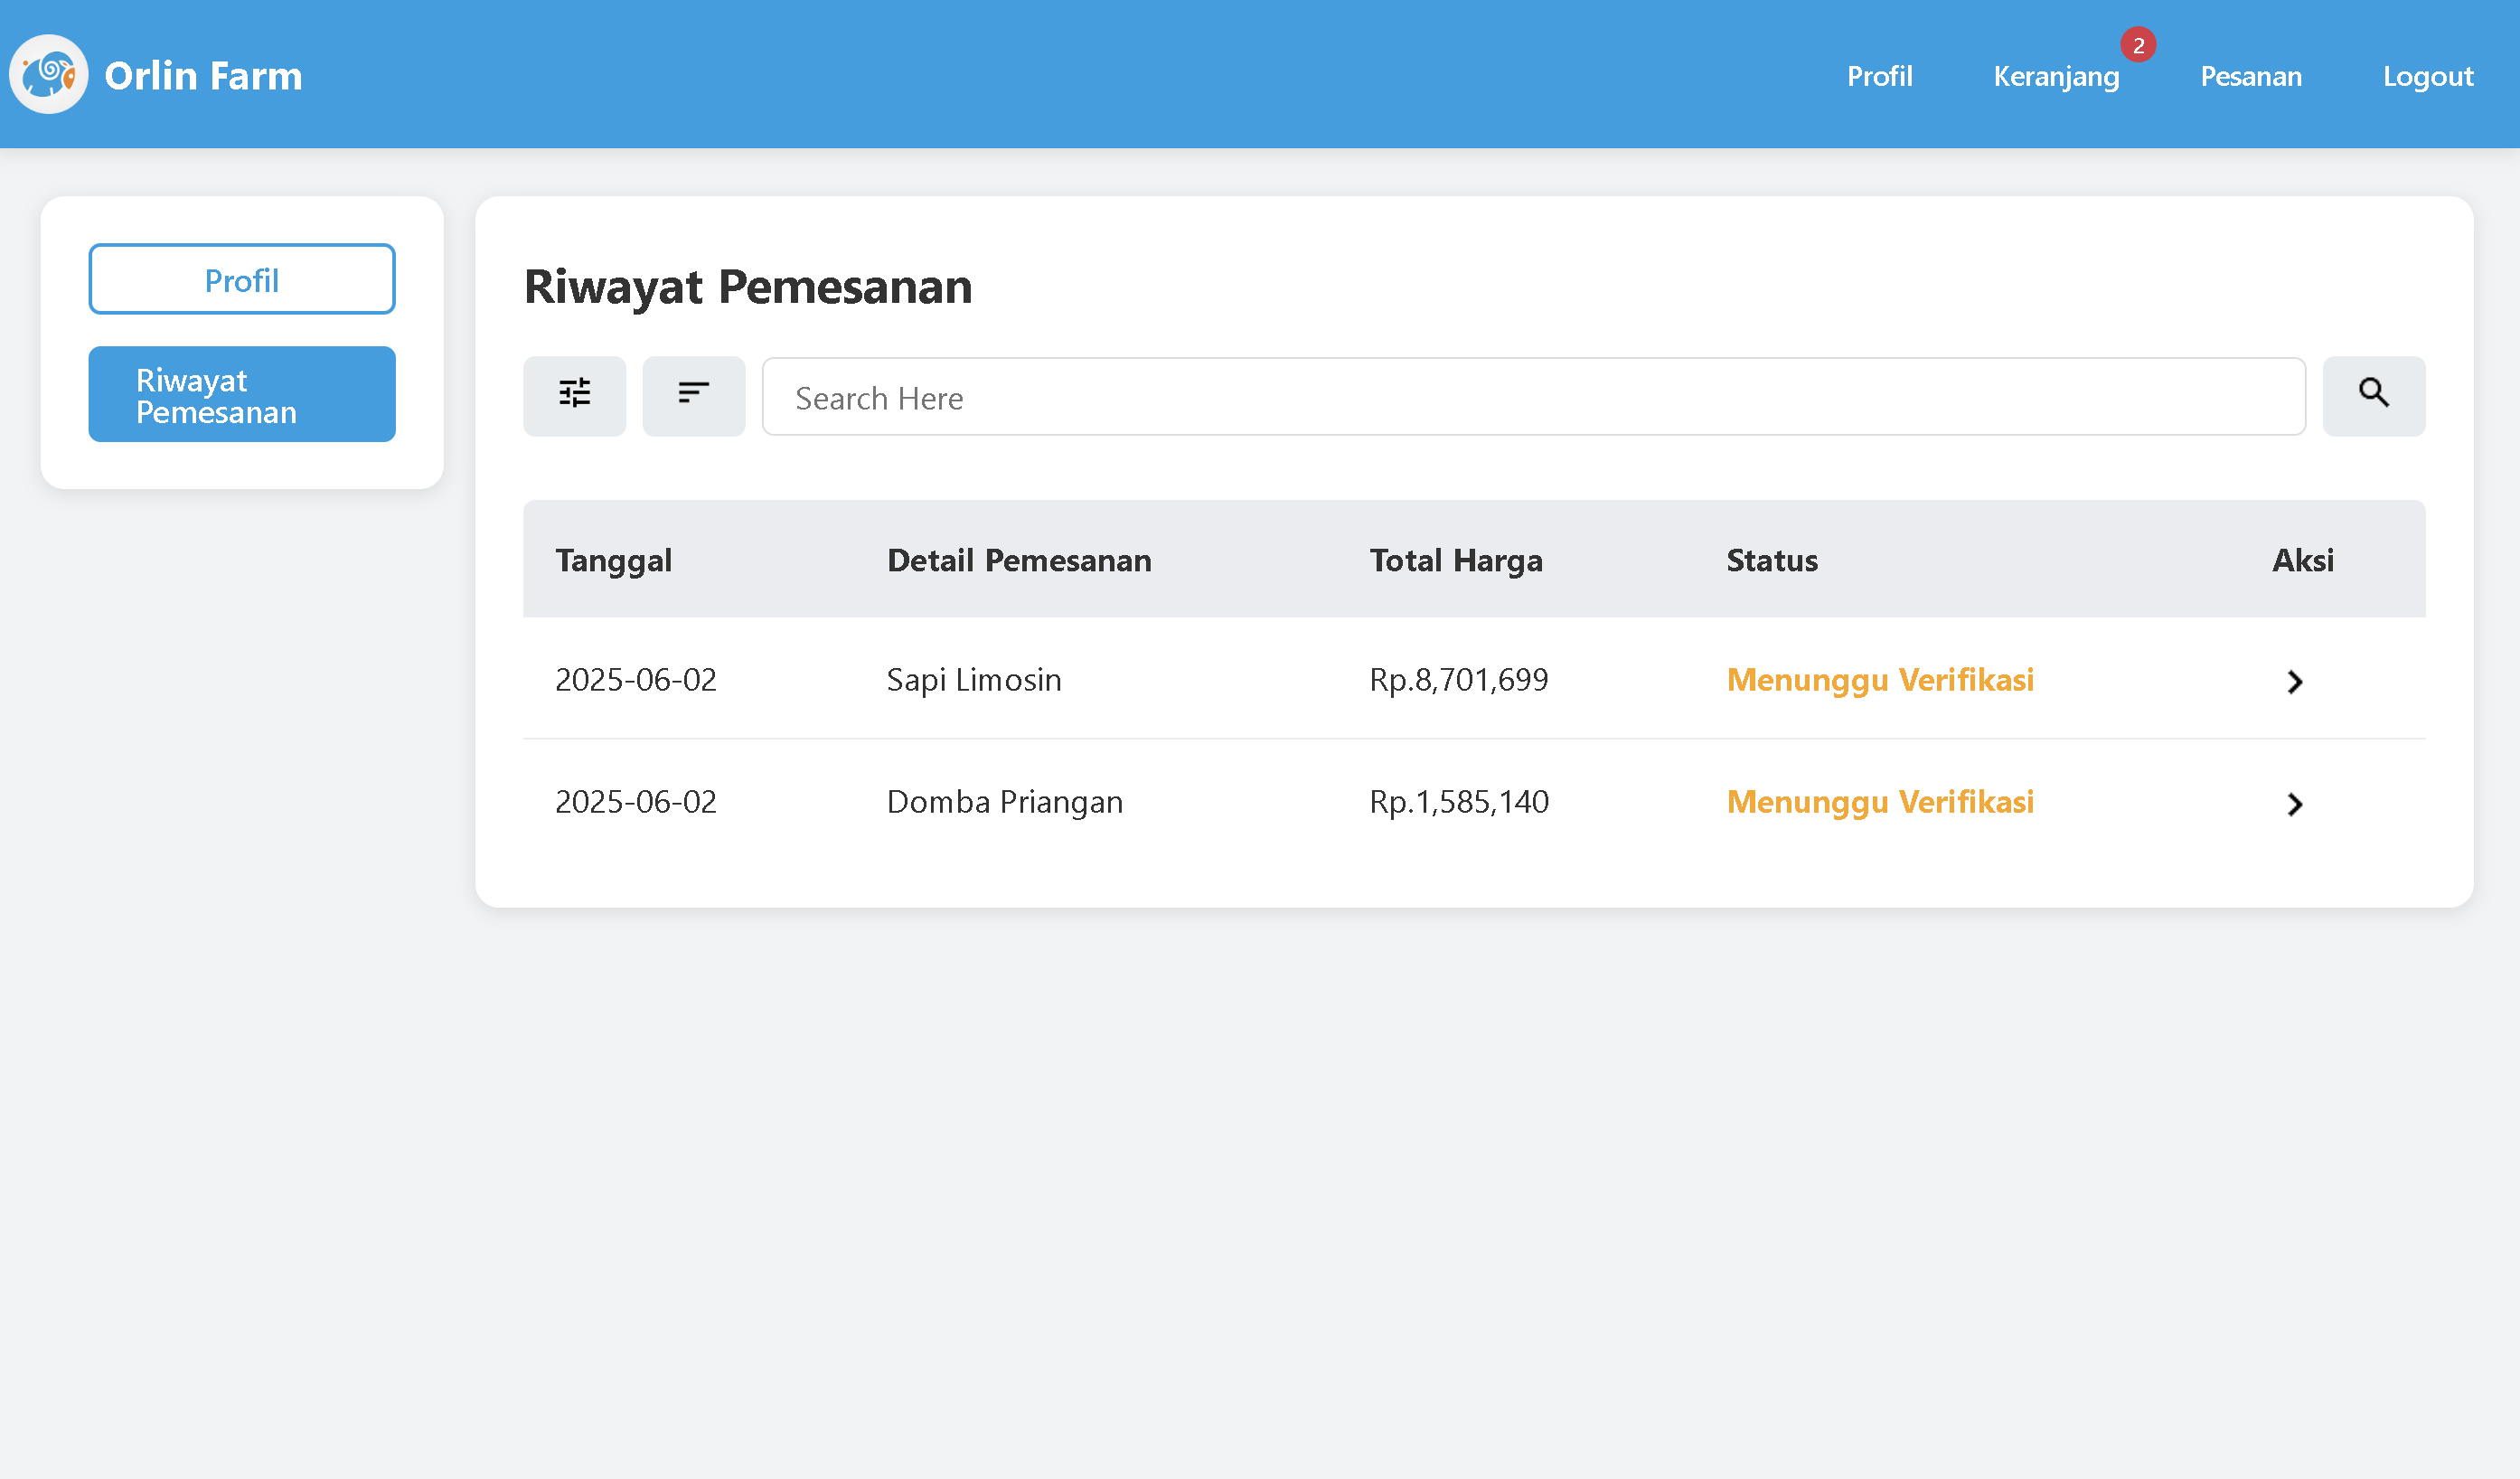 Orlin Farm
Profil
Keranjang
2
Pesanan
Logout
Profil
Riwayat
Pemesanan
Riwayat Pemesanan
Search Here
Tanggal Detail Pemesanan Total Harga Status Aksi
2025-06-02 Sapi Limosin Rp.8,701,699 Menunggu Verifikasi
2025-06-02 Domba Priangan Rp.1,585,140 Menunggu Verifikasi